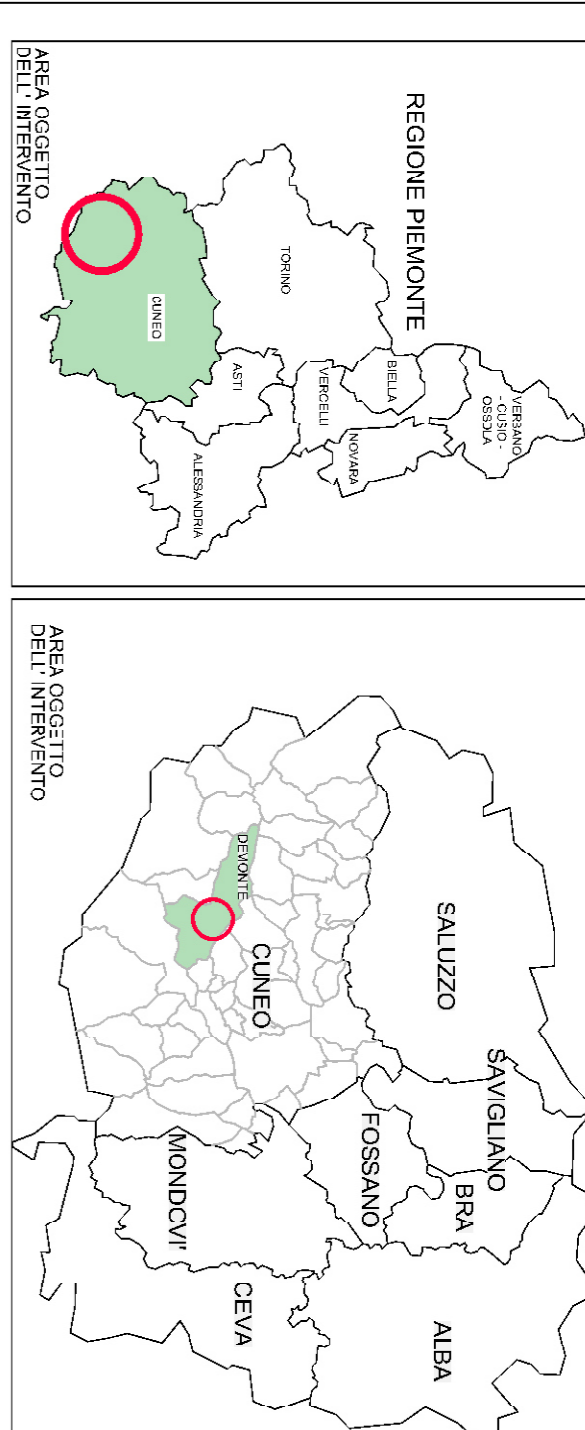 REGIONE PIEMONTE
VERBANO
- CUSIO -
OSSOLA
BIELLA
NOVARA
VERCELLI
TORINO
ASTI
ALESSANDRIA
CUNEO
AREA OGGETTO
DELL' INTERVENTO
SALUZZO
SAVIGLIANO
BRA
ALBA
FOSSANO
DEMONTE
CUNEO
MONDOVI'
CEVA
AREA OGGETTO
DELL' INTERVENTO